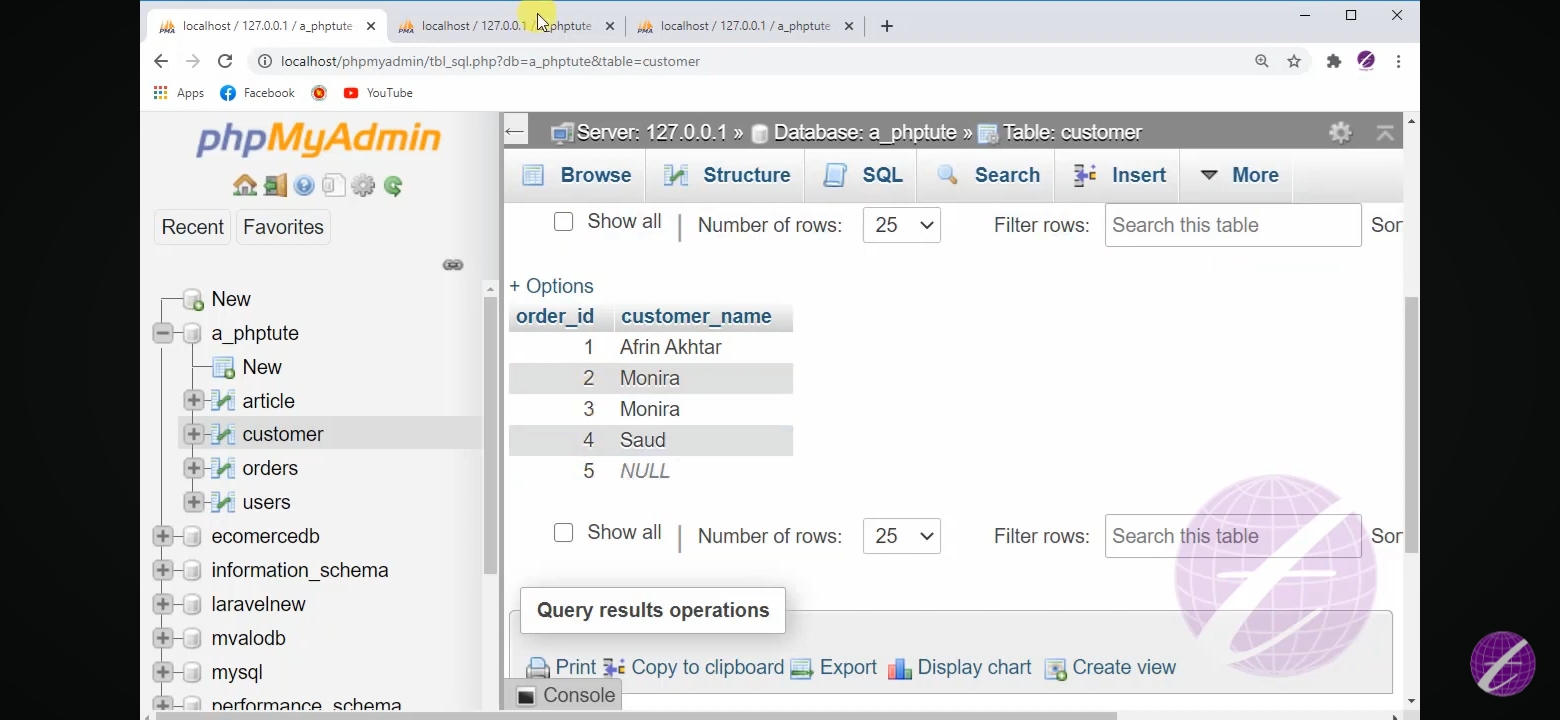 localhost / 127.0.0.1 / a_phptute
localhost / 127.0.0.1 / a_phptute
localhost / 127.0.0.1 / a_phptute
localhost/phpmyadmin/tbl_sql.php?db=a_phptute&table=customer
Apps Facebook YouTube
phpMyAdmin
Recent Favorites
New
a_phptute
New
article
customer
orders
users
ecomercedb
information_schema
laravelnew
mvalodb
mysql
performance_schema
Server: 127.0.0.1 » Database: a_phptute » Table: customer
Browse Structure SQL Search Insert More
Show all | Number of rows: 25 Filter rows: Search this table Sor
+ Options
order_id customer_name
1 Afrin Akhtar
2 Monira
3 Monira
4 Saud
5 NULL
Show all | Number of rows: 25 Filter rows: Search this table Sor
Query results operations
Print Copy to clipboard Export Display chart Create view
Console